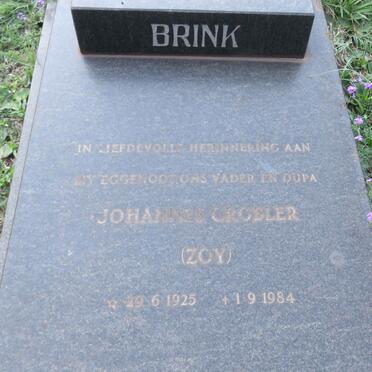 BRINK
IN LIEFDEVOLLE HERINNERING AAN
MY EGGENOOT, ONS VADER EN OUPA
JOHANNES GROBLER
(ZOY)
☆ 29·6·1925 + 1·9·1984